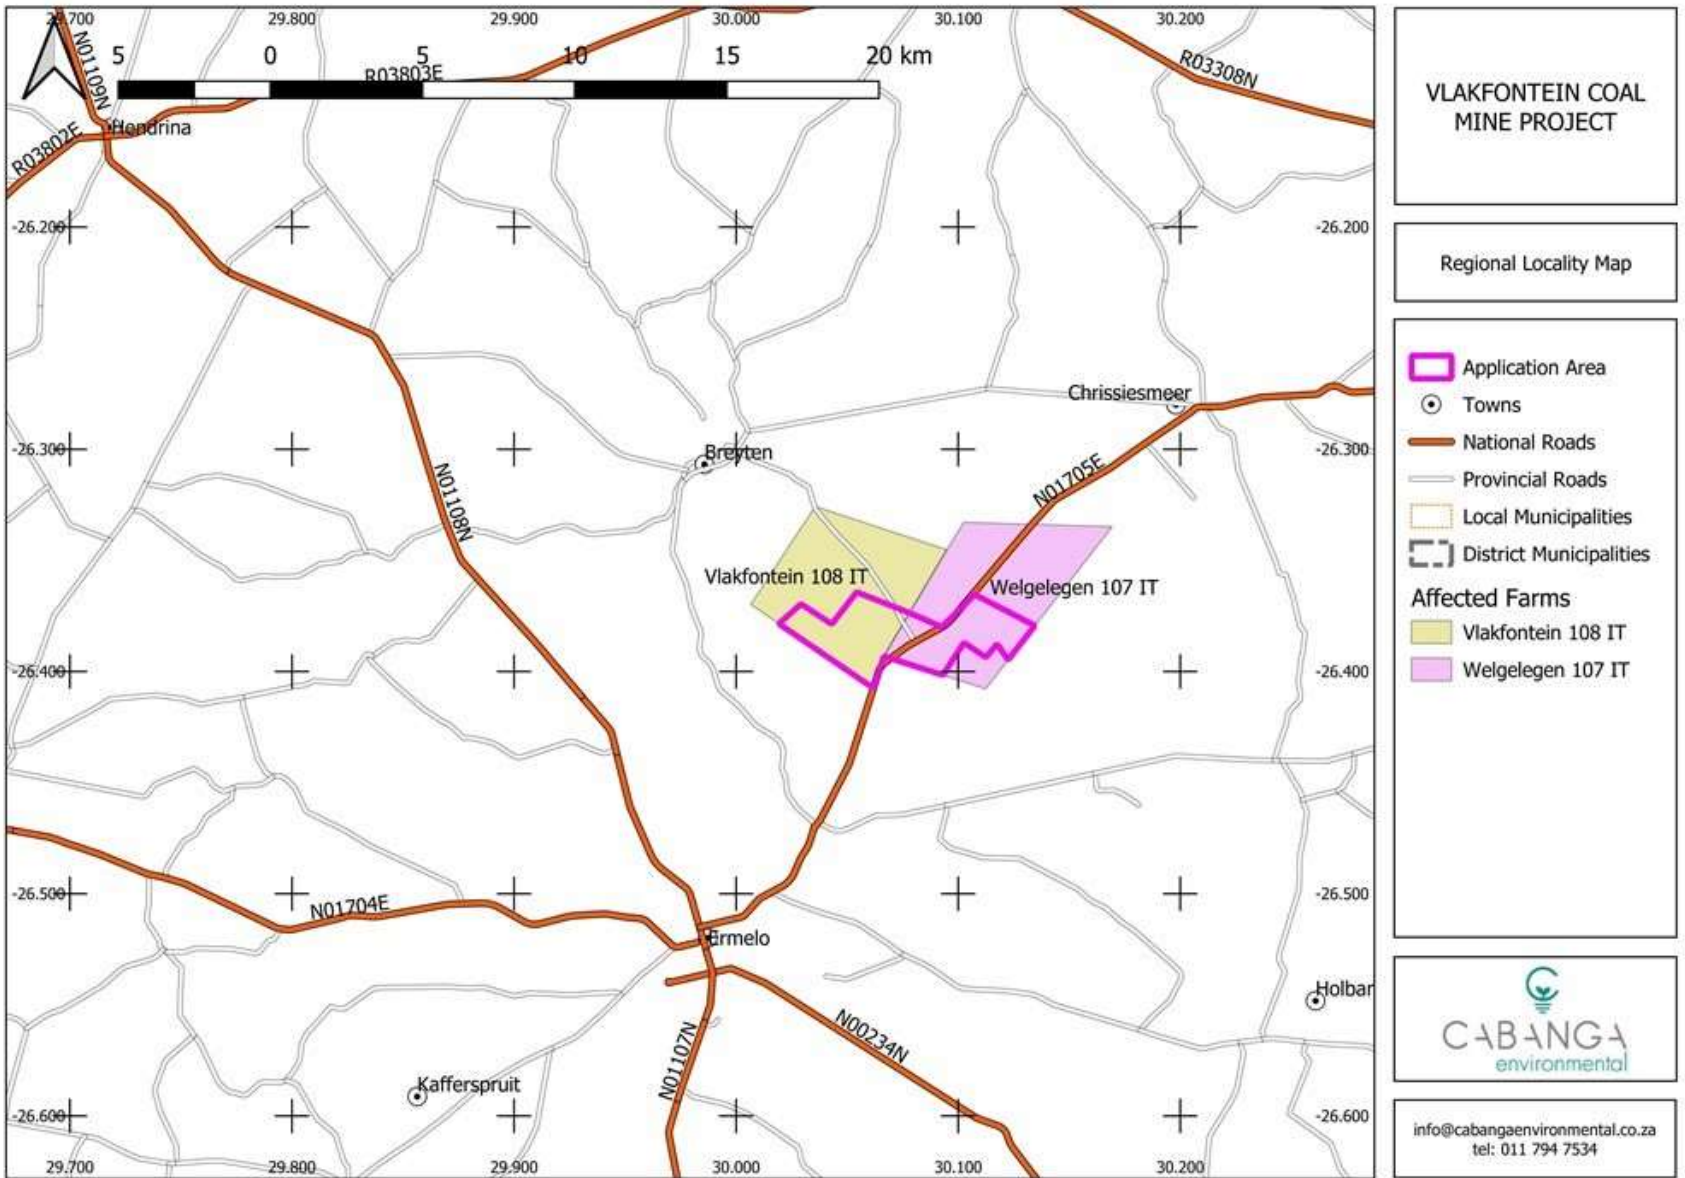 29.700
29.800
29.900
30.000
30.100
30.200
5 0 5 10 15 20 km
N01109N
R03803E
R03308N
R03802E
Hendrina
-26.200
-26.200
Chrissiesmeer
-26.300
-26.300
Breyten
N01705E
N01108N
Vlakfontein 108 IT
Welgelegen 107 IT
-26.400
-26.400
-26.500
-26.500
N01704E
Ermelo
Holbar
N00234N
N01107N
Kafferspruit
-26.600
-26.600
29.700
29.800
29.900
30.000
30.100
30.200
VLAKFONTEIN COAL
MINE PROJECT
Regional Locality Map
Application Area
Towns
National Roads
Provincial Roads
Local Municipalities
District Municipalities
Affected Farms
Vlakfontein 108 IT
Welgelegen 107 IT
CABANGA
environmental
info@cabangaenvironmental.co.za
tel: 011 794 7534